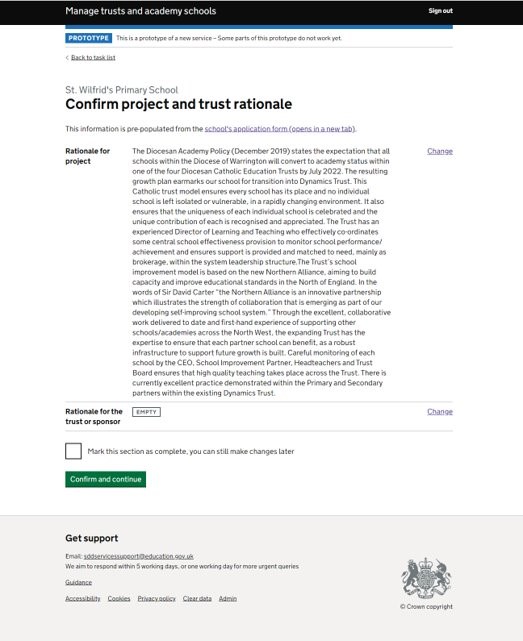 Manage trusts and academy schools
Sign out
PROTOTYPE
This is a prototype of a new service – Some parts of this prototype do not work yet.
< Back to task list
St. Wilfrid's Primary School
Confirm project and trust rationale
This information is pre-populated from the school's application form (opens in a new tab).
Rationale for
project
The Diocesan Academy Policy (December 2019) states the expectation that all
schools within the Diocese of Warrington will convert to academy status within
one of the four Diocesan Catholic Education Trusts by July 2022. The resulting
growth plan earmarks our school for transition into Dynamics Trust. This
Catholic trust model ensures every school has its place and no individual
school is left isolated or vulnerable, in a rapidly changing environment. It also
ensures that the uniqueness of each individual school is celebrated and the
unique contribution of each is recognised and appreciated. The Trust has an
experienced Director of Learning and Teaching who effectively co-ordinates
some central school effectiveness provision to monitor school performance/
achievement and ensures support is provided and matched to need, mainly as
brokerage, within the system leadership structure.The Trust's school
improvement model is based on the new Northern Alliance, aiming to build
capacity and improve educational standards in the North of England. In the
words of Sir David Carter "the Northern Alliance is an innovative partnership
which illustrates the strength of collaboration that is emerging as part of our
developing self-improving school system." Through the excellent, collaborative
work delivered to date and first-hand experience of supporting other
schools/academies across the North West, the expanding Trust has the
expertise to ensure that each partner school can benefit, as a robust
infrastructure to support future growth is built. Careful monitoring of each
school by the CEO, School Improvement Partner, Headteachers and Trust
Board ensures that high quality teaching takes place across the Trust. There is
currently excellent practice demonstrated within the Primary and Secondary
partners within the existing Dynamics Trust.
Change
Rationale for the
trust or sponsor
EMPTY
Change
Mark this section as complete, you can still make changes later
Confirm and continue
Get support
Email: sddservicessupport@education.gov.uk
We aim to respond within 5 working days, or one working day for more urgent queries
Guidance
Accessibility Cookies Privacy policy Clear data Admin
© Crown copyright